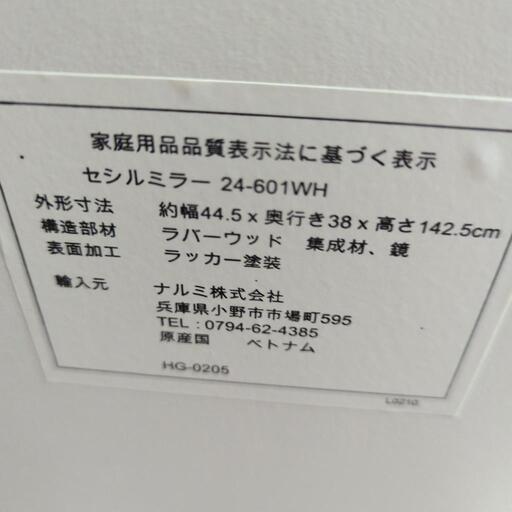 家庭用品品質表示法に基づく表示
セシルミラー 24-601WH
外形寸法 約幅44.5x奥行き38x高さ142.5cm
構造部材 ラバーウッド 集成材、鏡
表面加工 ラッカー塗装
輸入元 ナルミ株式会社
兵庫県小野市市場町595
TEL : 0794-62-4385
原産国 ベトナム
HG-0205
L0210